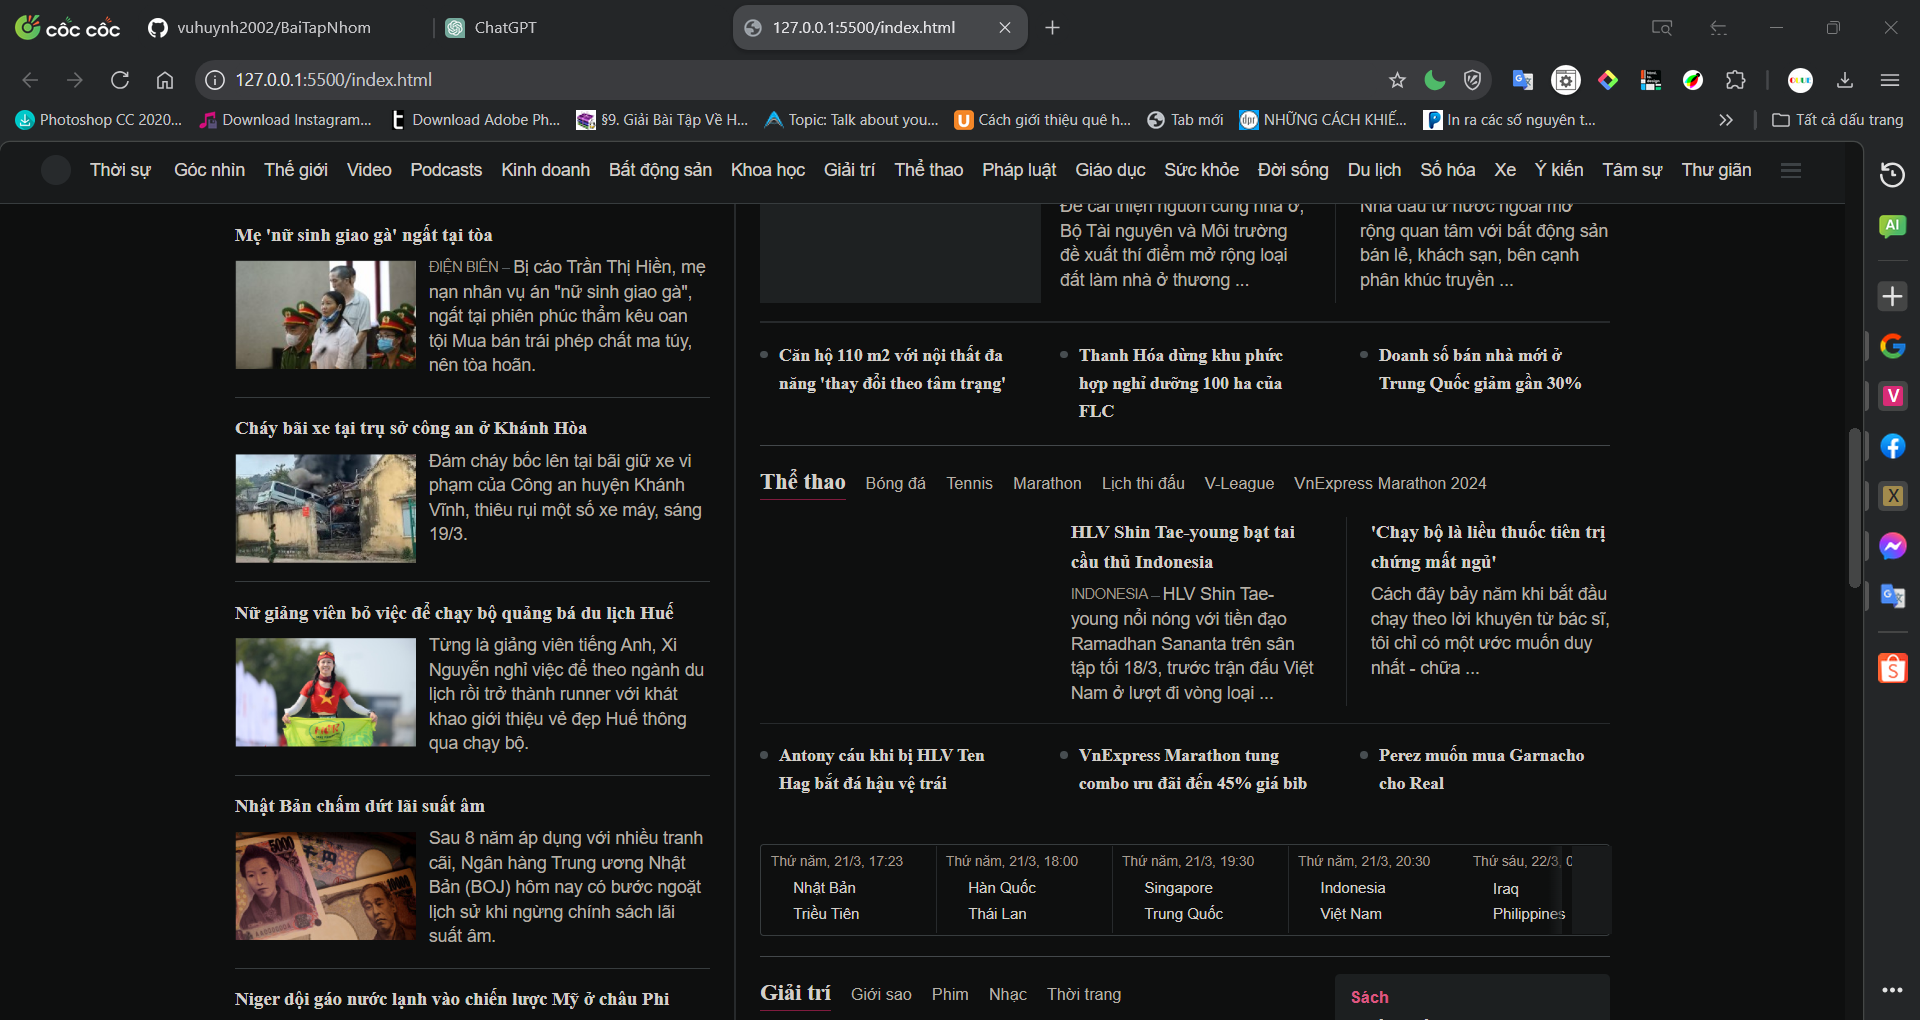 cốc cốc
vuhuynh2002/BaiTapNhom
ChatGPT
127.0.0.1:5500/index.html
127.0.0.1:5500/index.html
Photoshop CC 2020...
Download Instagram...
Download Adobe Ph...
§9. Giải Bài Tập Về H...
Topic: Talk about you...
Cách giới thiệu quê h...
Tab mới
NHỮNG CÁCH KHIẾ...
In ra các số nguyên t...
Tất cả dấu trang
Thời sự
Góc nhìn
Thế giới
Video
Podcasts
Kinh doanh
Bất động sản
Khoa học
Giải trí
Thể thao
Pháp luật
Giáo dục
Sức khỏe
Đời sống
Du lịch
Số hóa
Xe
Ý kiến
Tâm sự
Thư giãn
Mẹ 'nữ sinh giao gà' ngất tại tòa
ĐIỆN BIÊN – Bị cáo Trần Thị Hiền, mẹ
nạn nhân vụ án "nữ sinh giao gà",
ngất tại phiên phúc thẩm kêu oan
tội Mua bán trái phép chất ma túy,
nên tòa hoãn.
Cháy bãi xe tại trụ sở công an ở Khánh Hòa
Đám cháy bốc lên tại bãi giữ xe vi
phạm của Công an huyện Khánh
Vĩnh, thiêu rụi một số xe máy, sáng
19/3.
Nữ giảng viên bỏ việc để chạy bộ quảng bá du lịch Huế
Từng là giảng viên tiếng Anh, Xi
Nguyễn nghỉ việc để theo ngành du
lịch rồi trở thành runner với khát
khao giới thiệu vẻ đẹp Huế thông
qua chạy bộ.
Nhật Bản chấm dứt lãi suất âm
5000
Sau 8 năm áp dụng với nhiều tranh
cãi, Ngân hàng Trung ương Nhật
Bản (BOJ) hôm nay có bước ngoặt
lịch sử khi ngừng chính sách lãi
suất âm.
Niger dội gáo nước lạnh vào chiến lược Mỹ ở châu Phi
Để cải thiện nguồn cung nhà ở,
Bộ Tài nguyên và Môi trường
đề xuất thí điểm mở rộng loại
đất làm nhà ở thương ...
Nhà đầu tư nước ngoài mở
rộng quan tâm với bất động sản
bán lẻ, khách sạn, bên cạnh
phân khúc truyền ...
Căn hộ 110 m2 với nội thất đa
năng 'thay đổi theo tâm trạng'
Thanh Hóa dừng khu phức
hợp nghỉ dưỡng 100 ha của
FLC
Doanh số bán nhà mới ở
Trung Quốc giảm gần 30%
Thể thao
Bóng đá
Tennis
Marathon
Lịch thi đấu
V-League
VnExpress Marathon 2024
HLV Shin Tae-young bạt tai
cầu thủ Indonesia
INDONESIA – HLV Shin Tae-
young nổi nóng với tiền đạo
Ramadhan Sananta trên sân
tập tối 18/3, trước trận đấu Việt
Nam ở lượt đi vòng loại ...
'Chạy bộ là liều thuốc tiên trị
chứng mất ngủ'
Cách đây bảy năm khi bắt đầu
chạy theo lời khuyên từ bác sĩ,
tôi chỉ có một ước muốn duy
nhất - chữa ...
Antony cáu khi bị HLV Ten
Hag bắt đá hậu vệ trái
VnExpress Marathon tung
combo ưu đãi đến 45% giá bib
Perez muốn mua Garnacho
cho Real
Thứ năm, 21/3, 17:23
Nhật Bản
Triều Tiên
Thứ năm, 21/3, 18:00
Hàn Quốc
Thái Lan
Thứ năm, 21/3, 19:30
Singapore
Trung Quốc
Thứ năm, 21/3, 20:30
Indonesia
Việt Nam
Thứ sáu, 22/3, 0
Iraq
Philippines
Giải trí
Giới sao
Phim
Nhạc
Thời trang
Sách
AI